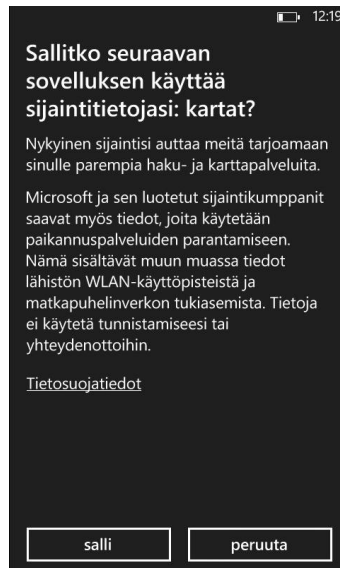 12:19
Sallitko seuraavan
sovelluksen käyttää
sijaintitietojasi: kartat?
Nykyinen sijaintisi auttaa meitä tarjoamaan
sinulle parempia haku- ja karttapalveluita.
Microsoft ja sen luotetut sijaintikumppanit
saavat myös tiedot, joita käytetään
paikannuspalveluiden parantamiseen.
Nämä sisältävät muun muassa tiedot
lähistön WLAN-käyttöpisteistä ja
matkapuhelinverkon tukiasemista. Tietoja
ei käytetä tunnistamiseesi tai
yhteydenottoihin.
Tietosuojatiedot
salli
peruuta